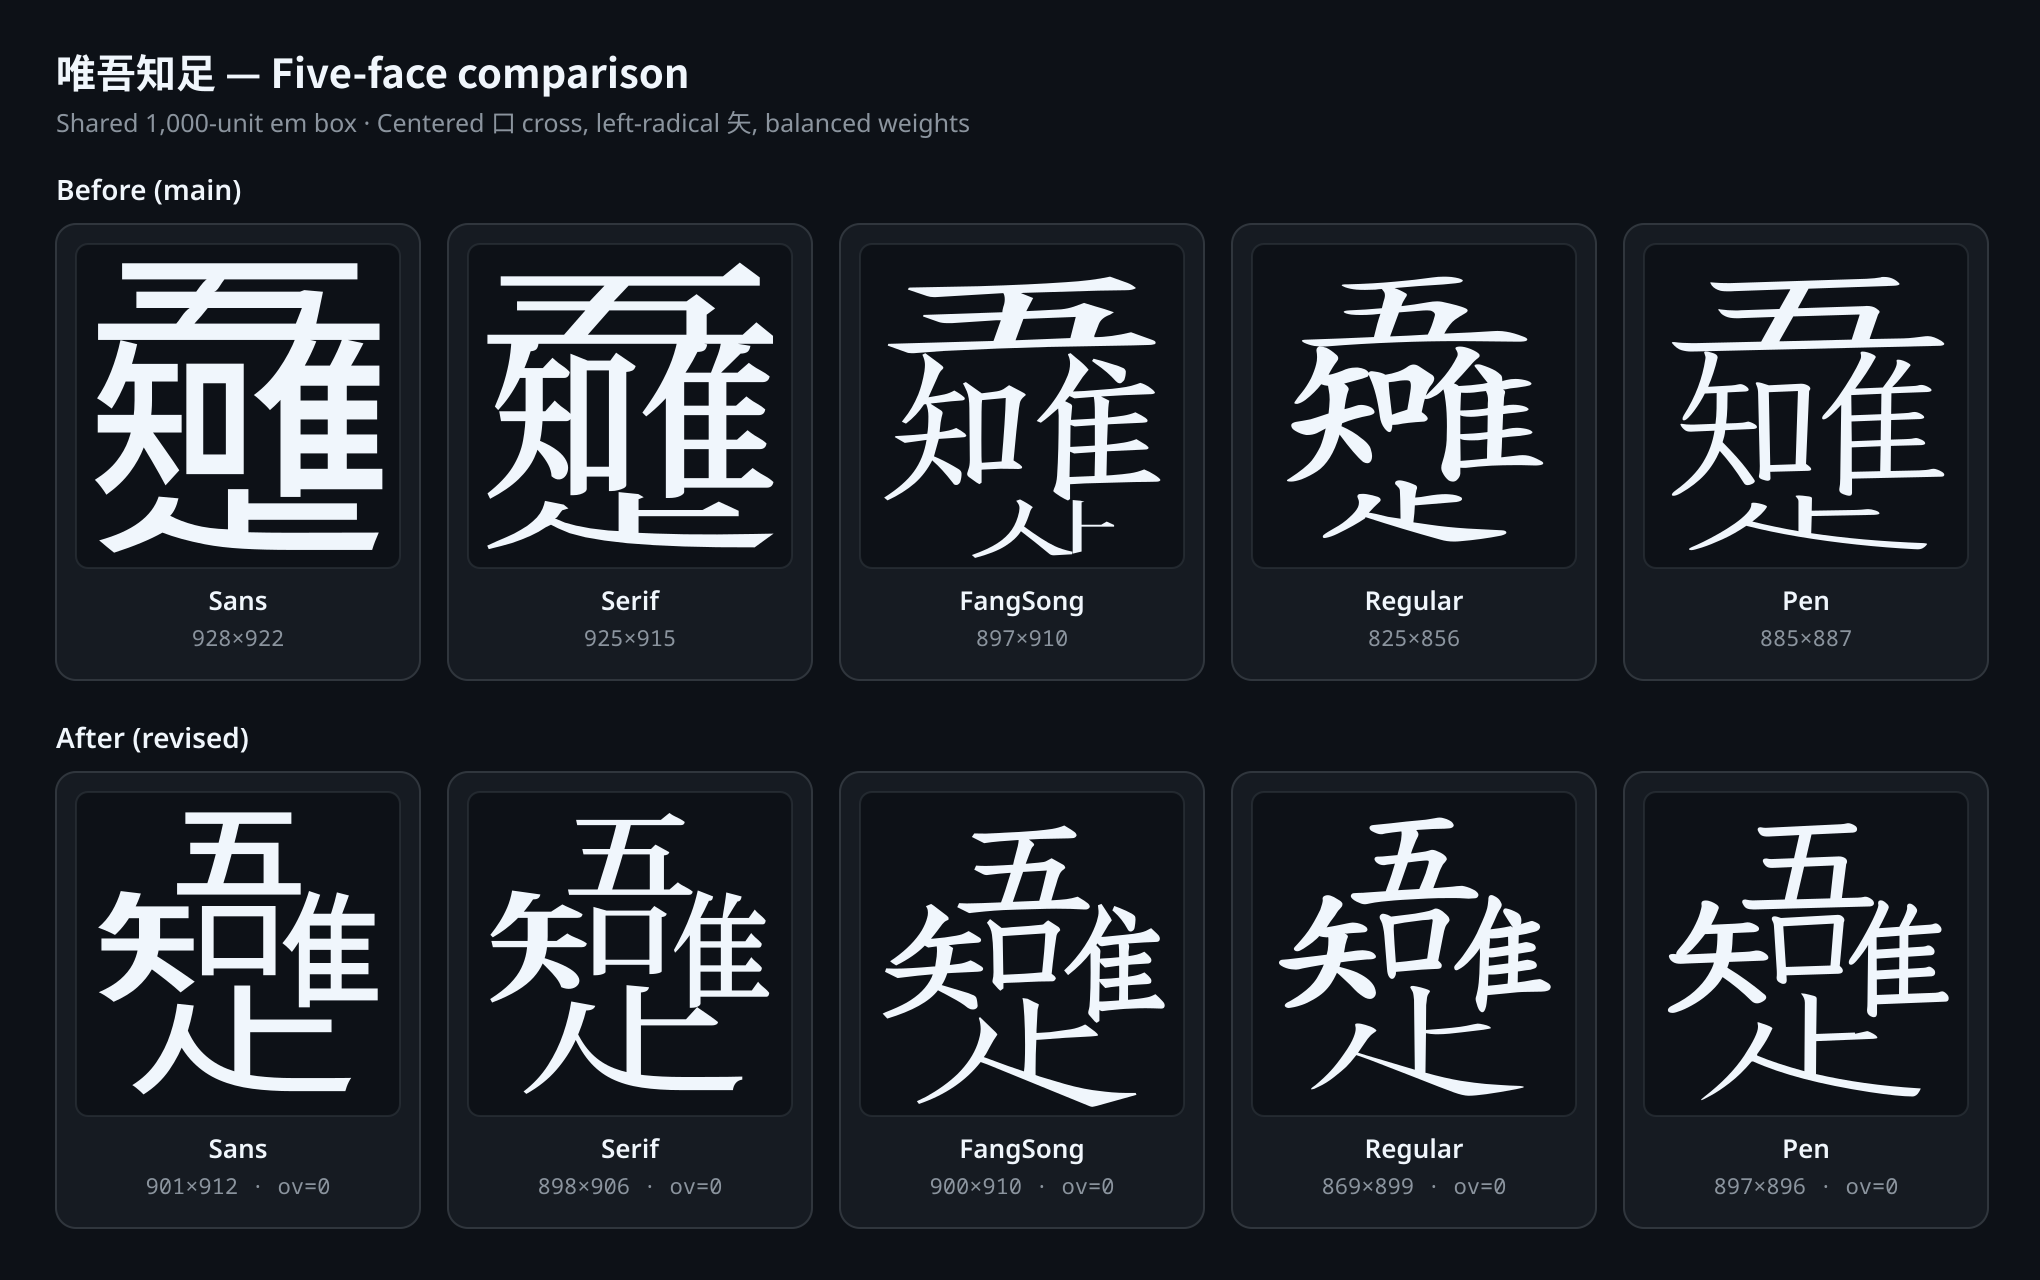 唯吾知足 — Five-face comparison
Shared 1,000-unit em box · Centered 口 cross, left-radical 矢, balanced weights
Before (main)
Sans
928×922
Serif
925×915
FangSong
897×910
Regular
825×856
Pen
885×887
After (revised)
Sans
901×912 · ov=0
Serif
898×906 · ov=0
FangSong
900×910 · ov=0
Regular
869×899 · ov=0
Pen
897×896 · ov=0